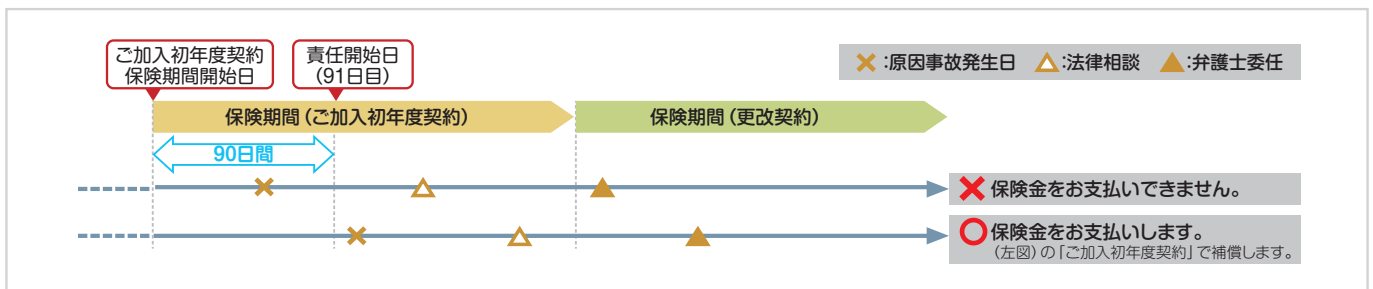 ご加入初年度契約
保険期間開始日
責任開始日
(91日目)
:原因事故発生日 :法律相談 :弁護士委任
保険期間(ご加入初年度契約)
保険期間(更改契約)
90日間
保険金をお支払いできません。
保険金をお支払いします。
(左図)の「ご加入初年度契約」で補償します。